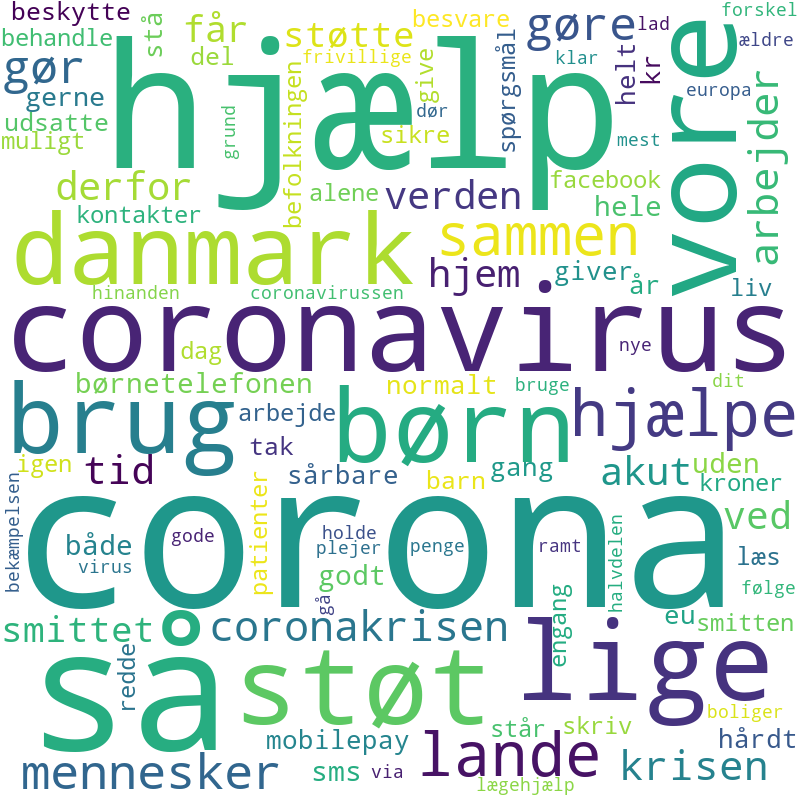 beskytte
stå
får
støtte
besvare
gøre
lad
forskel
behandle
del
frivillige
klar
ældre
gør
hjælp
vore
gerne
befolkningen
give
spørgsmål
helt
kr
europa
arbejder
udsatte
grund
dør
muligt
sikre
mest
derfor
alene
verden
facebook
kontakter
hele
danmark
sammen
hjem
giver
år
liv
hinanden
coronavirussen
coronavirus
dag
nye
børnetelefonen
normalt
bruge
dit
brug
arbejde
børn
hjælpe
igen
tid
tak
sårbare
gang
akut
uden
bekæmpelsen
patienter
barn
kroner
corona
ved
både
gode
holde
virus
plejer
penge
ramt
halvdelen
læs
godt
følge
gå
smittet
så
coronakrisen
engang
eu
smitten
redde
støt
lige
boliger
står
skriv
mobilepay
hårdt
mennesker
sms
via
lande
krisen
lægehjælp